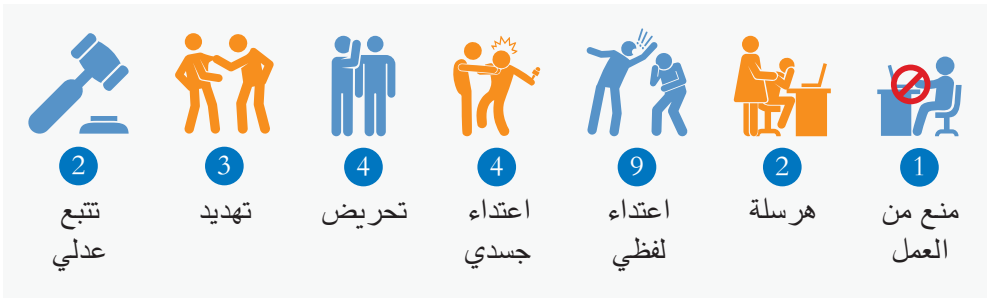 1
منع من
العمل
2
هرسلة
9
اعتداء
لفظي
4
اعتداء
جسدي
4
تحريض
3
تهديد
2
تتبع
عدلي